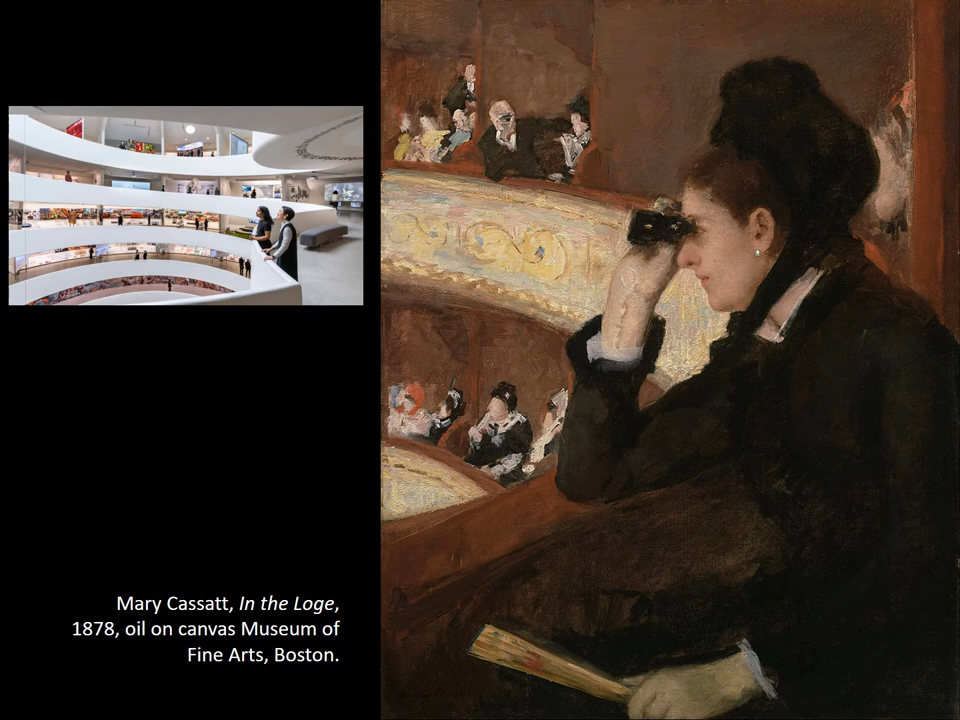 Mary Cassatt, In the Loge,
1878, oil on canvas Museum of
Fine Arts, Boston.